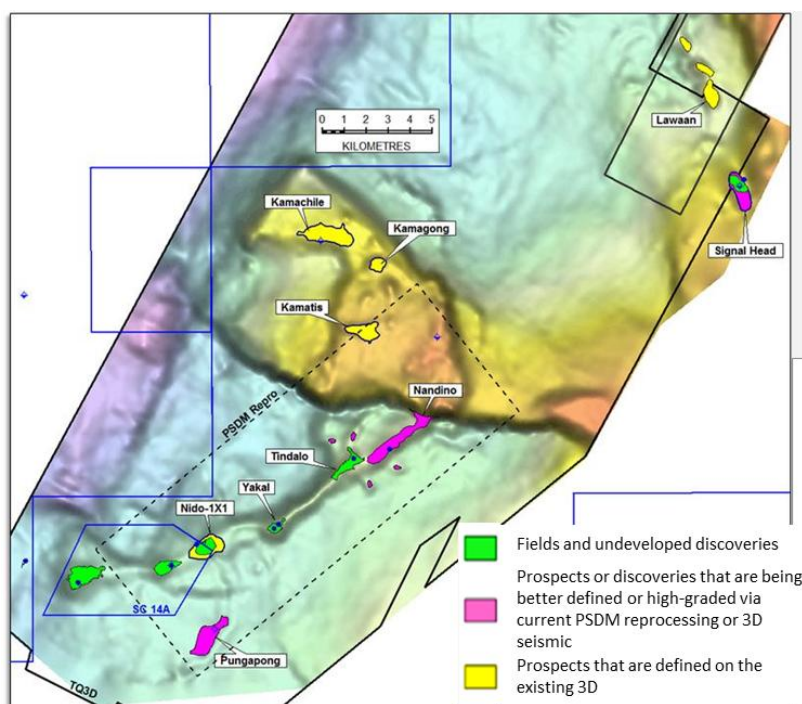 Lawaan
0 1 2 3 4 5
KILOMETRES
Kamachile
Kamagong
Signal Head
Kamatis
Nandino
PSDM Repro
Tindalo
Yakal
Nido-1X1
SC 14A
Pungapong
TQ3D
Fields and undeveloped discoveries
Prospects or discoveries that are being
better defined or high-graded via
current PSDM reprocessing or 3D
seismic
Prospects that are defined on the
existing 3D